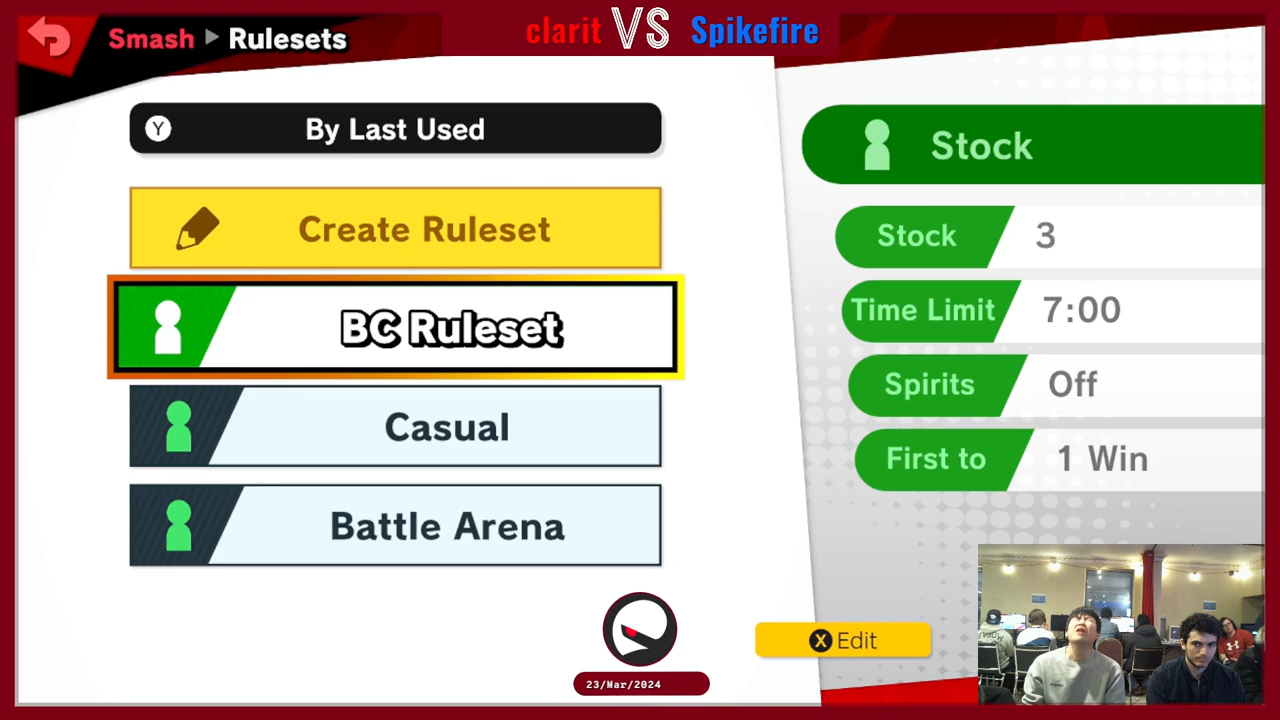 clarit VS Spikefire
Smash ▶ Rulesets
Y By Last Used
Create Ruleset
BC Ruleset
Casual
Battle Arena
Stock
Stock 3
Time Limit 7:00
Spirits Off
First to 1 Win
X Edit
23/Mar/2024